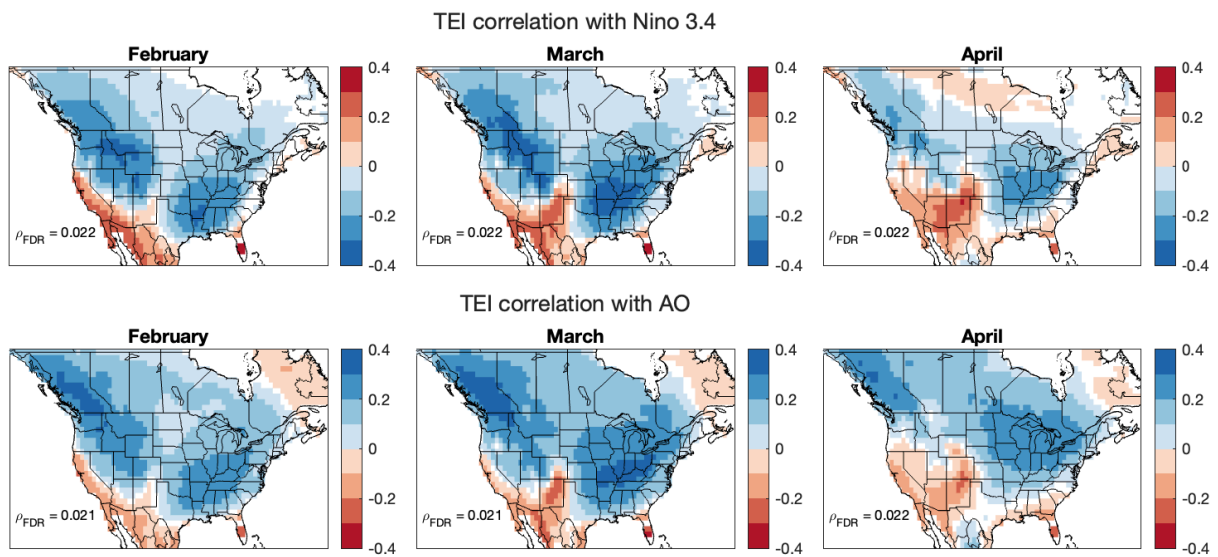 TEI correlation with Nino 3.4
February
March
April
0.4
0.2
0
-0.2
-0.4
ρFDR = 0.022
0.4
0.2
0
-0.2
-0.4
ρFDR = 0.022
0.4
0.2
0
-0.2
-0.4
ρFDR = 0.022
TEI correlation with AO
February
March
April
0.4
0.2
0
-0.2
-0.4
ρFDR = 0.021
0.4
0.2
0
-0.2
-0.4
ρFDR = 0.021
0.4
0.2
0
-0.2
-0.4
ρFDR = 0.022